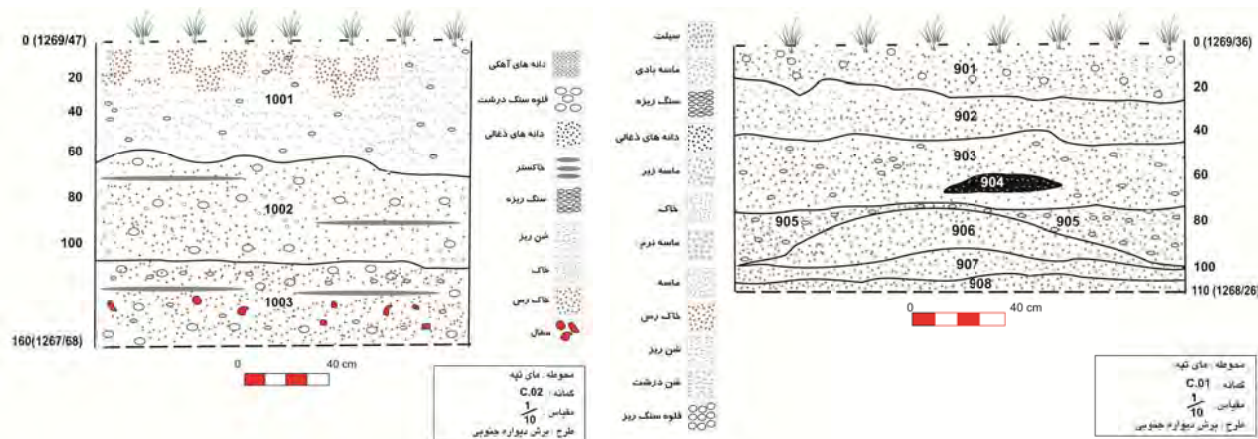 0 (1269/47)
20
40
60
80
100
160(1267/68)
1001
1002
1003
دانه های آهکی
قلوه سنگ درشت
دانه های ذغالی
خاکستر
سنگ ریزه
شن ریز
خاک
خاک رس
سفال
0 40 cm
محوطه : مای تپه
گمانه : C.02
مقیاس : 1/10
طرح : برش دیواره جنوبی
سیلت
ماسه بادی
سنگ ریزه
دانه های ذغالی
ماسه زبر
خاک
ماسه نرم
ماسه
خاک رس
شن ریز
شن درشت
قلوه سنگ ریز
0 (1269/36)
20
40
60
80
100
110 (1268/26)
901
902
903
904
905 905
906
907
908
0 40 cm
محوطه : مای تپه
گمانه : C.01
مقیاس : 1/10
طرح : برش دیواره جنوبی